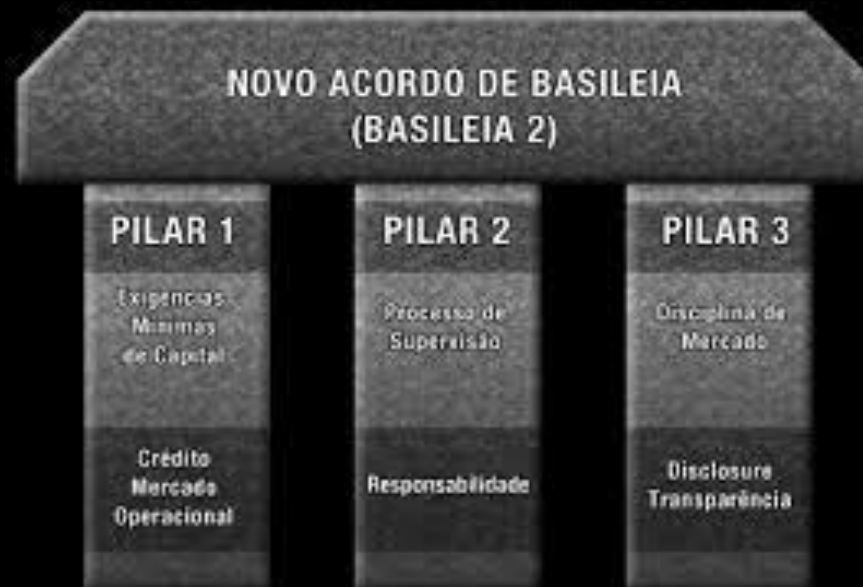 NOVO ACORDO DE BASILEIA
(BASILEIA 2)
PILAR 1
Exigências
Mínimas
de Capital
Crédito
Mercado
Operacional
PILAR 2
Processo de
Supervisão
Responsabilidade
PILAR 3
Disciplina de
Mercado
Disclosure
Transparência